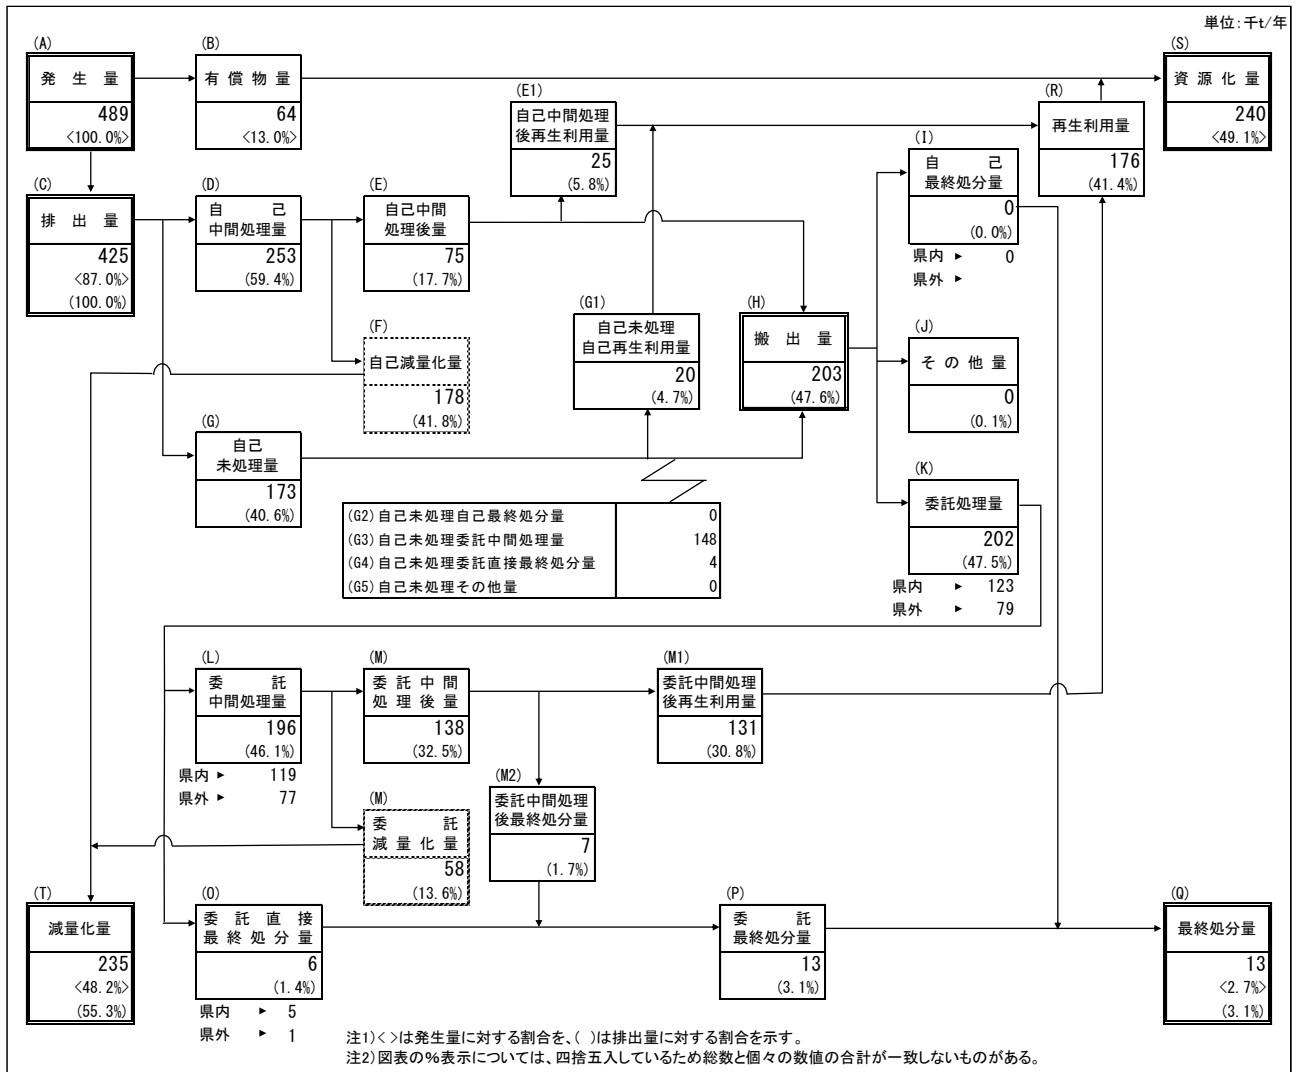 単位：千t/年
(A)
発生量
489
<100.0%>
(B)
有償物量
64
<13.0%>
(S)
資源化量
240
<49.1%>
(E1)
自己中間処理
後再生利用量
25
(5.8%)
(R)
再生利用量
176
(41.4%)
(I)
自己
最終処分量
0
(0.0%)
県内 ► 0
県外 ►
(C)
排出量
425
<87.0%>
(100.0%)
(D)
自己
中間処理量
253
(59.4%)
(E)
自己中間
処理後量
75
(17.7%)
(F)
自己減量化量
178
(41.8%)
(G1)
自己未処理
自己再生利用量
20
(4.7%)
(H)
搬出量
203
(47.6%)
(J)
その他量
0
(0.1%)
(G)
自己
未処理量
173
(40.6%)
(G2)自己未処理自己最終処分量 0
(G3)自己未処理委託中間処理量 148
(G4)自己未処理委託直接最終処分量 4
(G5)自己未処理その他量 0
(K)
委託処理量
202
(47.5%)
県内 ► 123
県外 ► 79
(L)
委託
中間処理量
196
(46.1%)
県内 ► 119
県外 ► 77
(M)
委託中間
処理後量
138
(32.5%)
(M1)
委託中間処理
後再生利用量
131
(30.8%)
(M)
委託
減量化量
58
(13.6%)
(M2)
委託中間処理
後最終処分量
7
(1.7%)
(T)
減量化量
235
<48.2%>
(55.3%)
(O)
委託直接
最終処分量
6
(1.4%)
県内 ► 5
県外 ► 1
(P)
委託
最終処分量
13
(3.1%)
(Q)
最終処分量
13
<2.7%>
(3.1%)
注1)< >は発生量に対する割合を、( )は排出量に対する割合を示す。
注2)図表の%表示については、四捨五入しているため総数と個々の数値の合計が一致しないものがある。